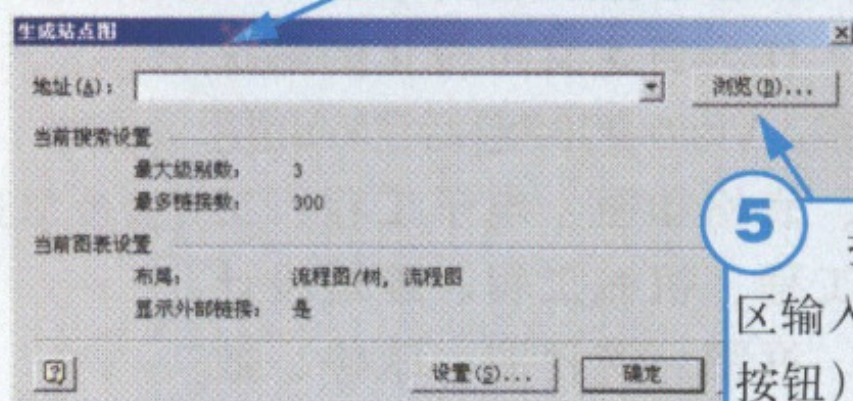 生成站点图
地址(A)： 浏览(B)...
当前搜索设置
最大级别数： 3
最多链接数： 300
当前图表设置
布局： 流程图/树，流程图
显示外部链接： 是
设置(S)... 确定
5
区输入
按钮)